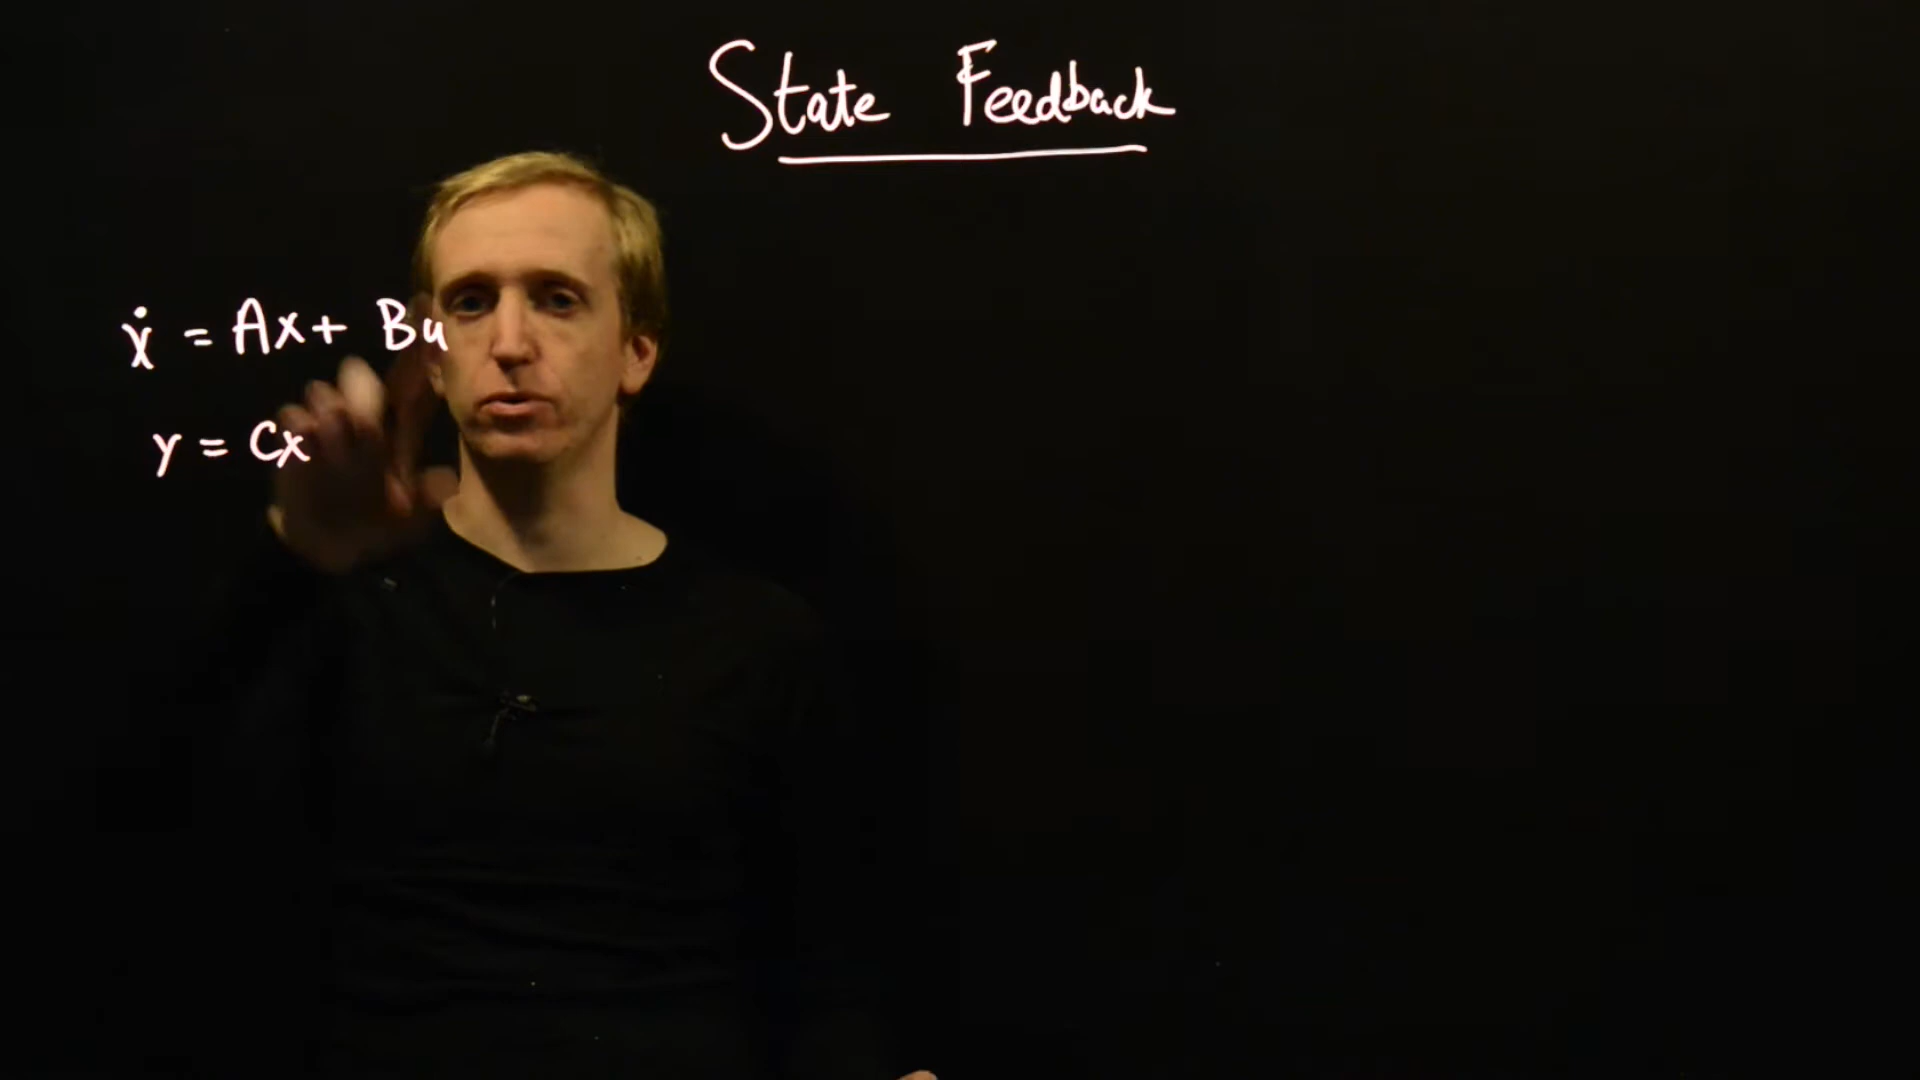 State Feedback
ẋ = Ax + Bu
y = Cx